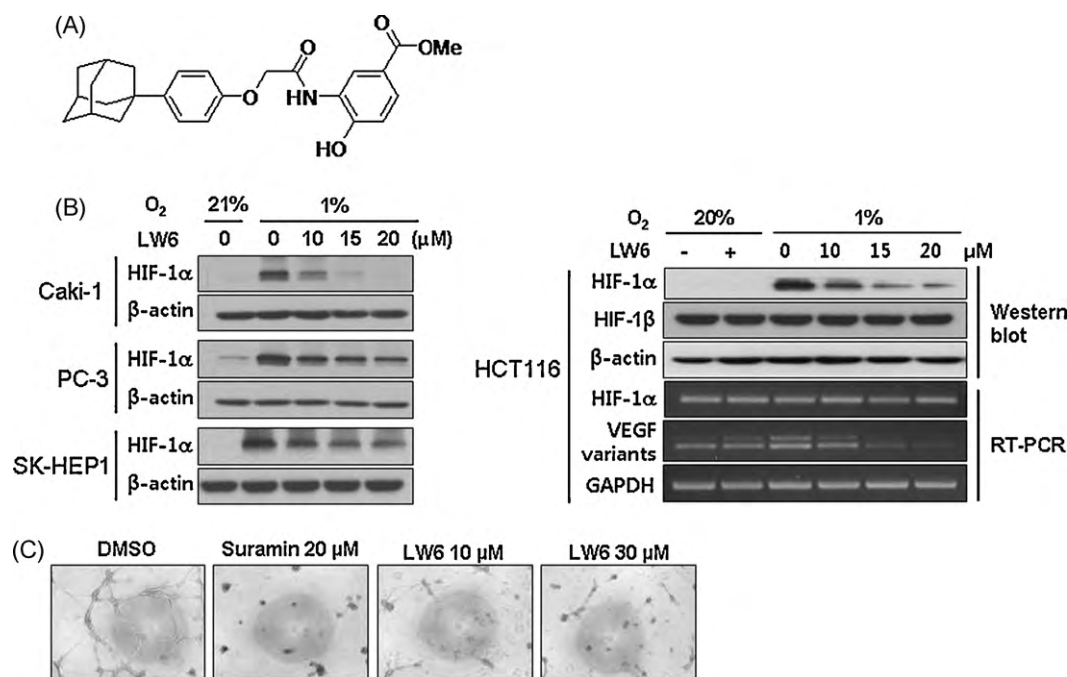 (A)
O
OMe
O
O
HN
HO
(B)
O2 21% 1%
LW6 0 0 10 15 20 (μM)
Caki-1
HIF-1α
β-actin
PC-3
HIF-1α
β-actin
SK-HEP1
HIF-1α
β-actin
O2 20% 1%
LW6 - + 0 10 15 20 μM
HCT116
HIF-1α
HIF-1β
β-actin
Western
blot
HIF-1α
VEGF
variants
GAPDH
RT-PCR
(C)
DMSO Suramin 20 μM LW6 10 μM LW6 30 μM